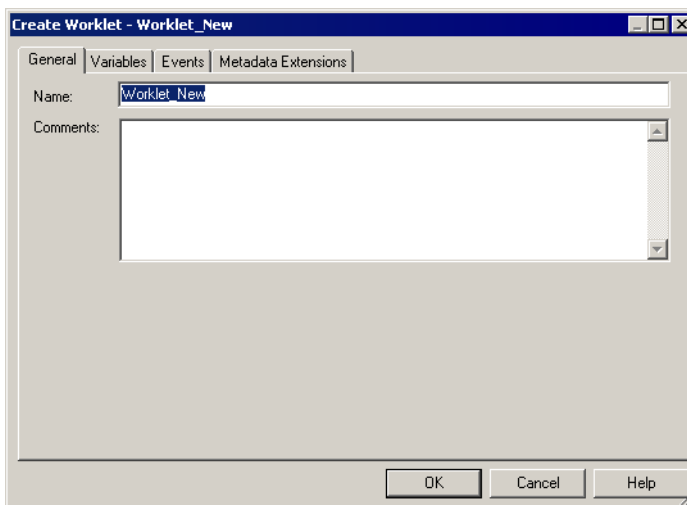 Create Worklet - Worklet_New
General Variables Events Metadata Extensions
Name: Worklet_New
Comments:
OK Cancel Help